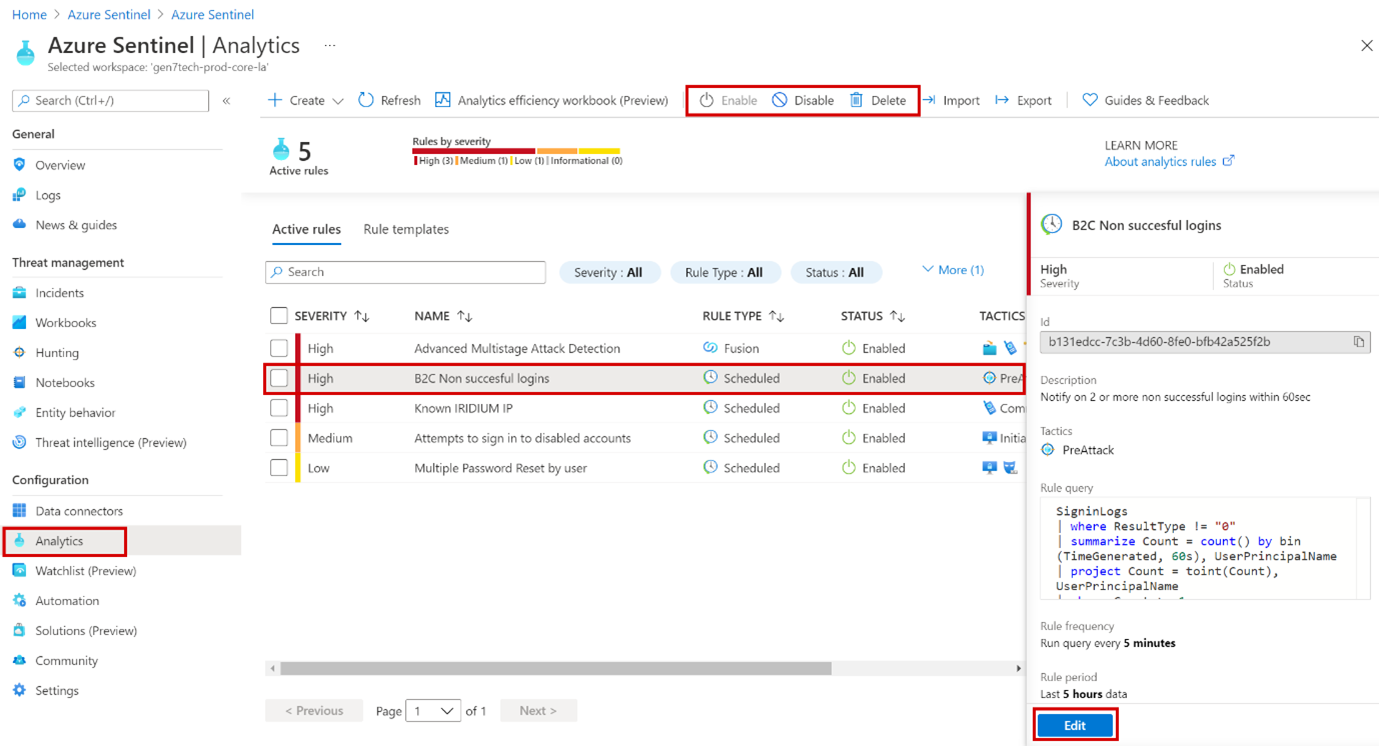 Home > Azure Sentinel > Azure Sentinel
Azure Sentinel | Analytics ...
Selected workspace: 'gen7tech-prod-core-la'
Search (Ctrl+/)
«
General
Overview
Logs
News & guides
Threat management
Incidents
Workbooks
Hunting
Notebooks
Entity behavior
Threat intelligence (Preview)
Configuration
Data connectors
Analytics
Watchlist (Preview)
Automation
Solutions (Preview)
Community
Settings
Create Refresh Analytics efficiency workbook (Preview) Enable Disable Delete Import Export Guides & Feedback
5
Active rules
Rules by severity
High (3) Medium (1) Low (1) Informational (0)
LEARN MORE
About analytics rules
Active rules Rule templates
Search Severity : All Rule Type : All Status : All More (1)
SEVERITY NAME RULE TYPE STATUS TACTICS
High Advanced Multistage Attack Detection Fusion Enabled
High B2C Non succesful logins Scheduled Enabled PreA
High Known IRIDIUM IP Scheduled Enabled Com
Medium Attempts to sign in to disabled accounts Scheduled Enabled Initia
Low Multiple Password Reset by user Scheduled Enabled
< Previous Page 1 of 1 Next >
B2C Non succesful logins
High Enabled
Severity Status
Id
b131edcc-7c3b-4d60-8fe0-bfb42a525f2b
Description
Notify on 2 or more non successful logins within 60sec
Tactics
PreAttack
Rule query
SigninLogs
| where ResultType != "0"
| summarize Count = count() by bin
(TimeGenerated, 60s), UserPrincipalName
| project Count = toint(Count),
UserPrincipalName
Rule frequency
Run query every 5 minutes
Rule period
Last 5 hours data
Edit